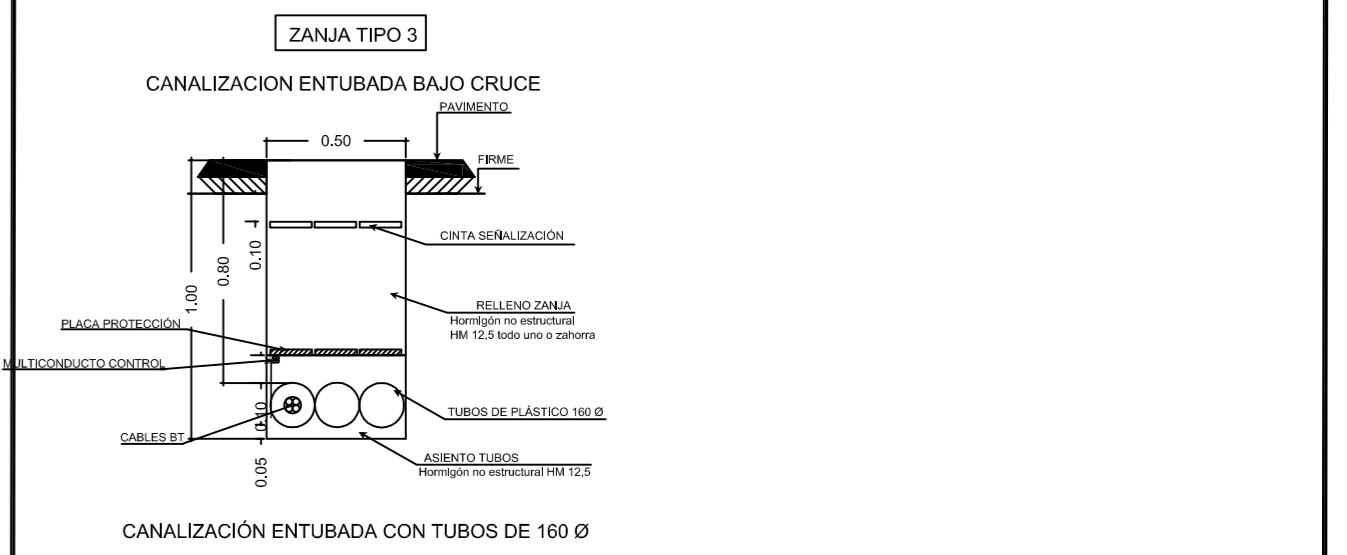 ZANJA TIPO 3
CANALIZACION ENTUBADA BAJO CRUCE
PAVIMENTO
0.50
FIRME
CINTA SEÑALIZACIÓN
0.10
0.80
1.00
RELLENO ZANJA
Hormigón no estructural
HM 12,5 todo uno o zahorra
PLACA PROTECCIÓN
MULTICONDUCTO CONTROL
TUBOS DE PLÁSTICO 160 Ø
0.10
CABLES BT
ASIENTO TUBOS
Hormigón no estructural HM 12,5
0.05
CANALIZACIÓN ENTUBADA CON TUBOS DE 160 Ø